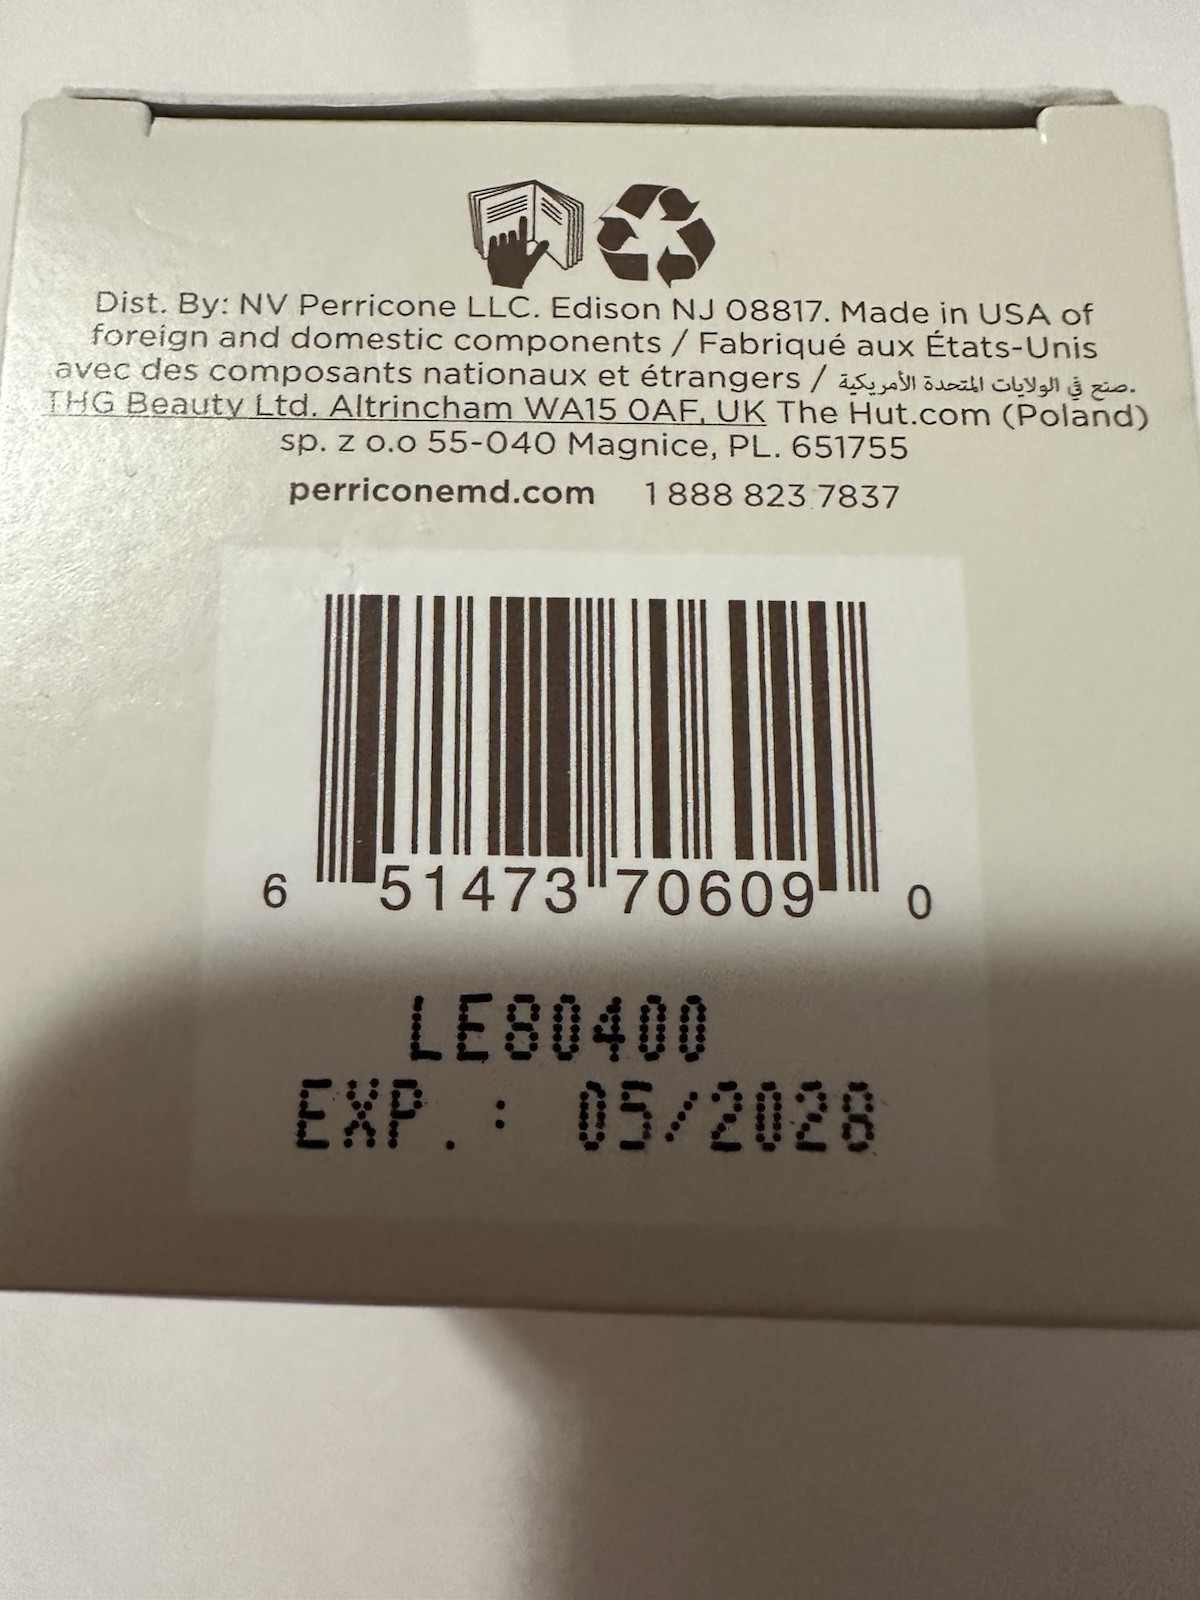 Dist. By: NV Perricone LLC. Edison NJ 08817. Made in USA of
foreign and domestic components / Fabriqué aux États-Unis
avec des composants nationaux et étrangers / صنع في الولايات المتحدة الأمريكية.
THG Beauty Ltd. Altrincham WA15 0AF, UK The Hut.com (Poland)
sp. z o.o 55-040 Magnice, PL. 651755
perriconemd.com 1 888 823 7837
6 51473 70609 0
LE80400
EXP.: 05/2028